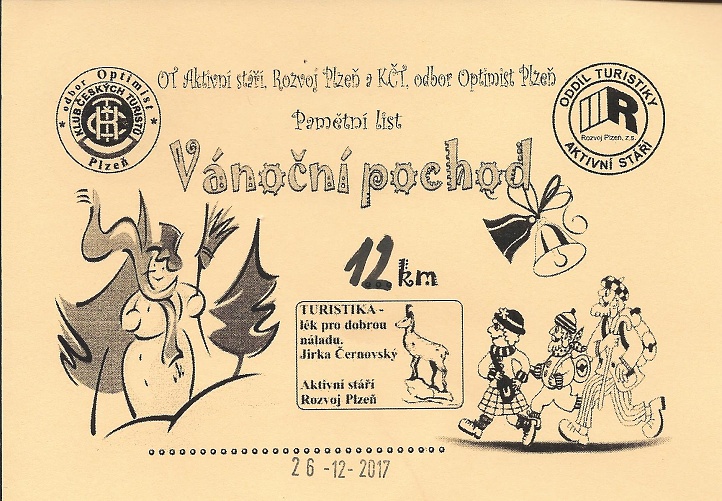 OT Aktivní stáří, Rozvoj Plzeň a KČT, odbor Optimist Plzeň
odbor Optimist
KLUB ČESKÝCH TURISTŮ
KČT
Plzeň
ODDÍL TURISTIKY
R
Rozvoj Plzeň, z.s.
AKTIVNÍ STÁŘÍ
Pamětní list
Vánoční pochod
12 km
TURISTIKA -
lék pro dobrou
náladu.
Jirka Černovský
Aktivní stáří
Rozvoj Plzeň
26 -12- 2017